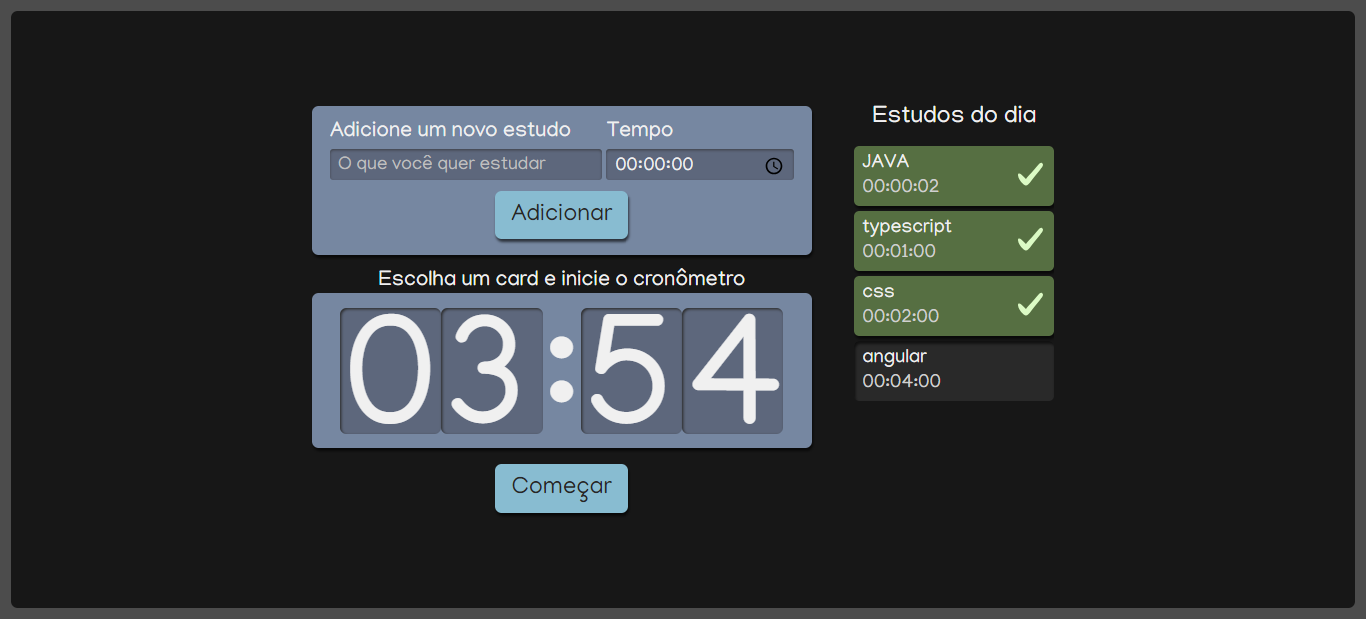 Adicione um novo estudo
Tempo
O que você quer estudar
00:00:00
Adicionar
Escolha um card e inicie o cronômetro
03:54
Começar
Estudos do dia
JAVA
00:00:02
typescript
00:01:00
css
00:02:00
angular
00:04:00